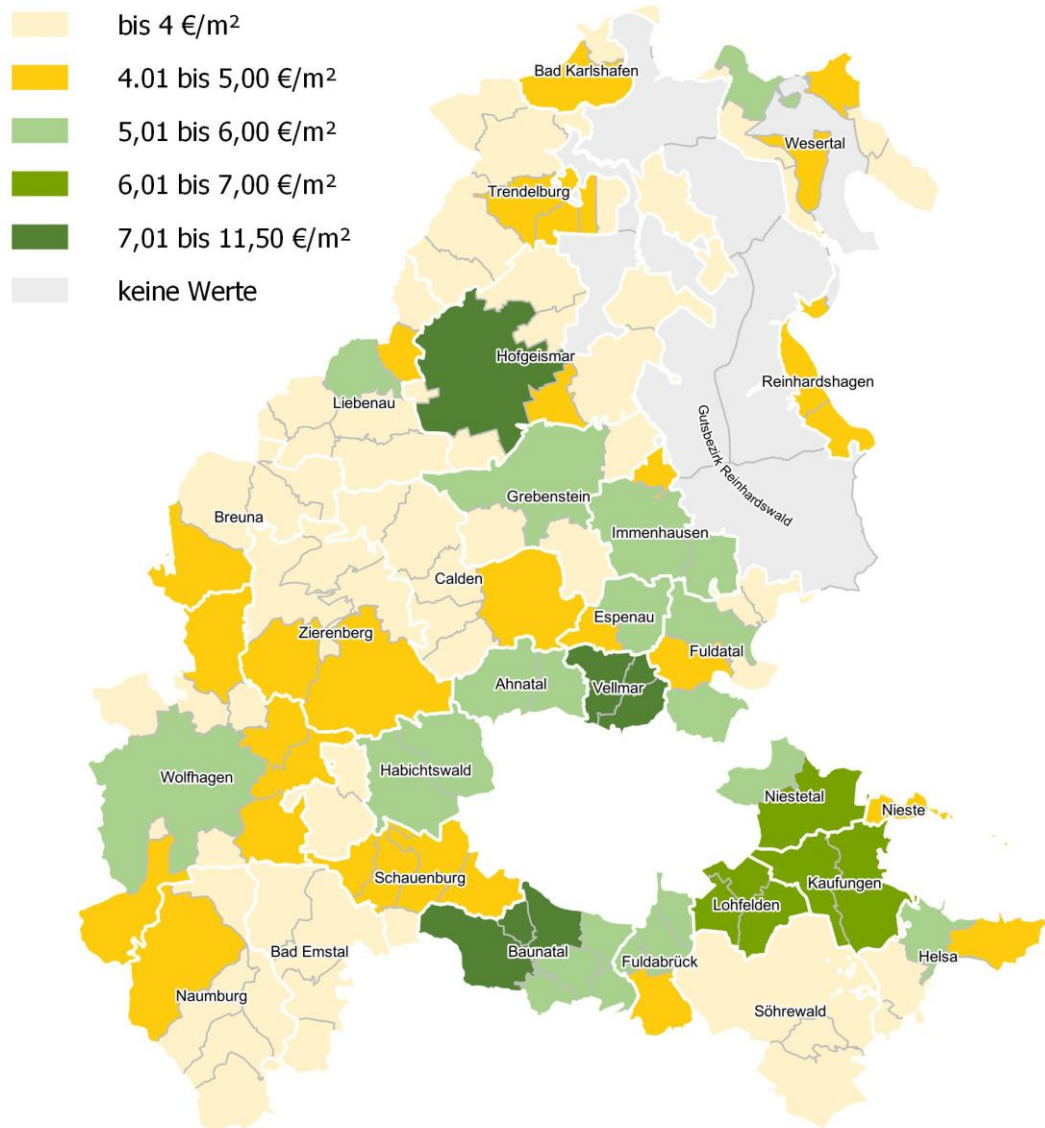 bis 4 €/m²
4.01 bis 5,00 €/m²
5,01 bis 6,00 €/m²
6,01 bis 7,00 €/m²
7,01 bis 11,50 €/m²
keine Werte
Bad Karlshafen
Wesertal
Trendelburg
Hofgeismar
Reinhardshagen
Liebenau
Gutsbezirk Reinhardswald
Grebenstein
Breuna
Immenhausen
Calden
Espenau
Zierenberg
Fuldatal
Ahnatal
Vellmar
Habichtswald
Wolfhagen
Niestetal
Nieste
Schauenburg
Kaufungen
Lohfelden
Baunatal
Bad Emstal
Helsa
Fuldabrück
Naumburg
Söhrewald